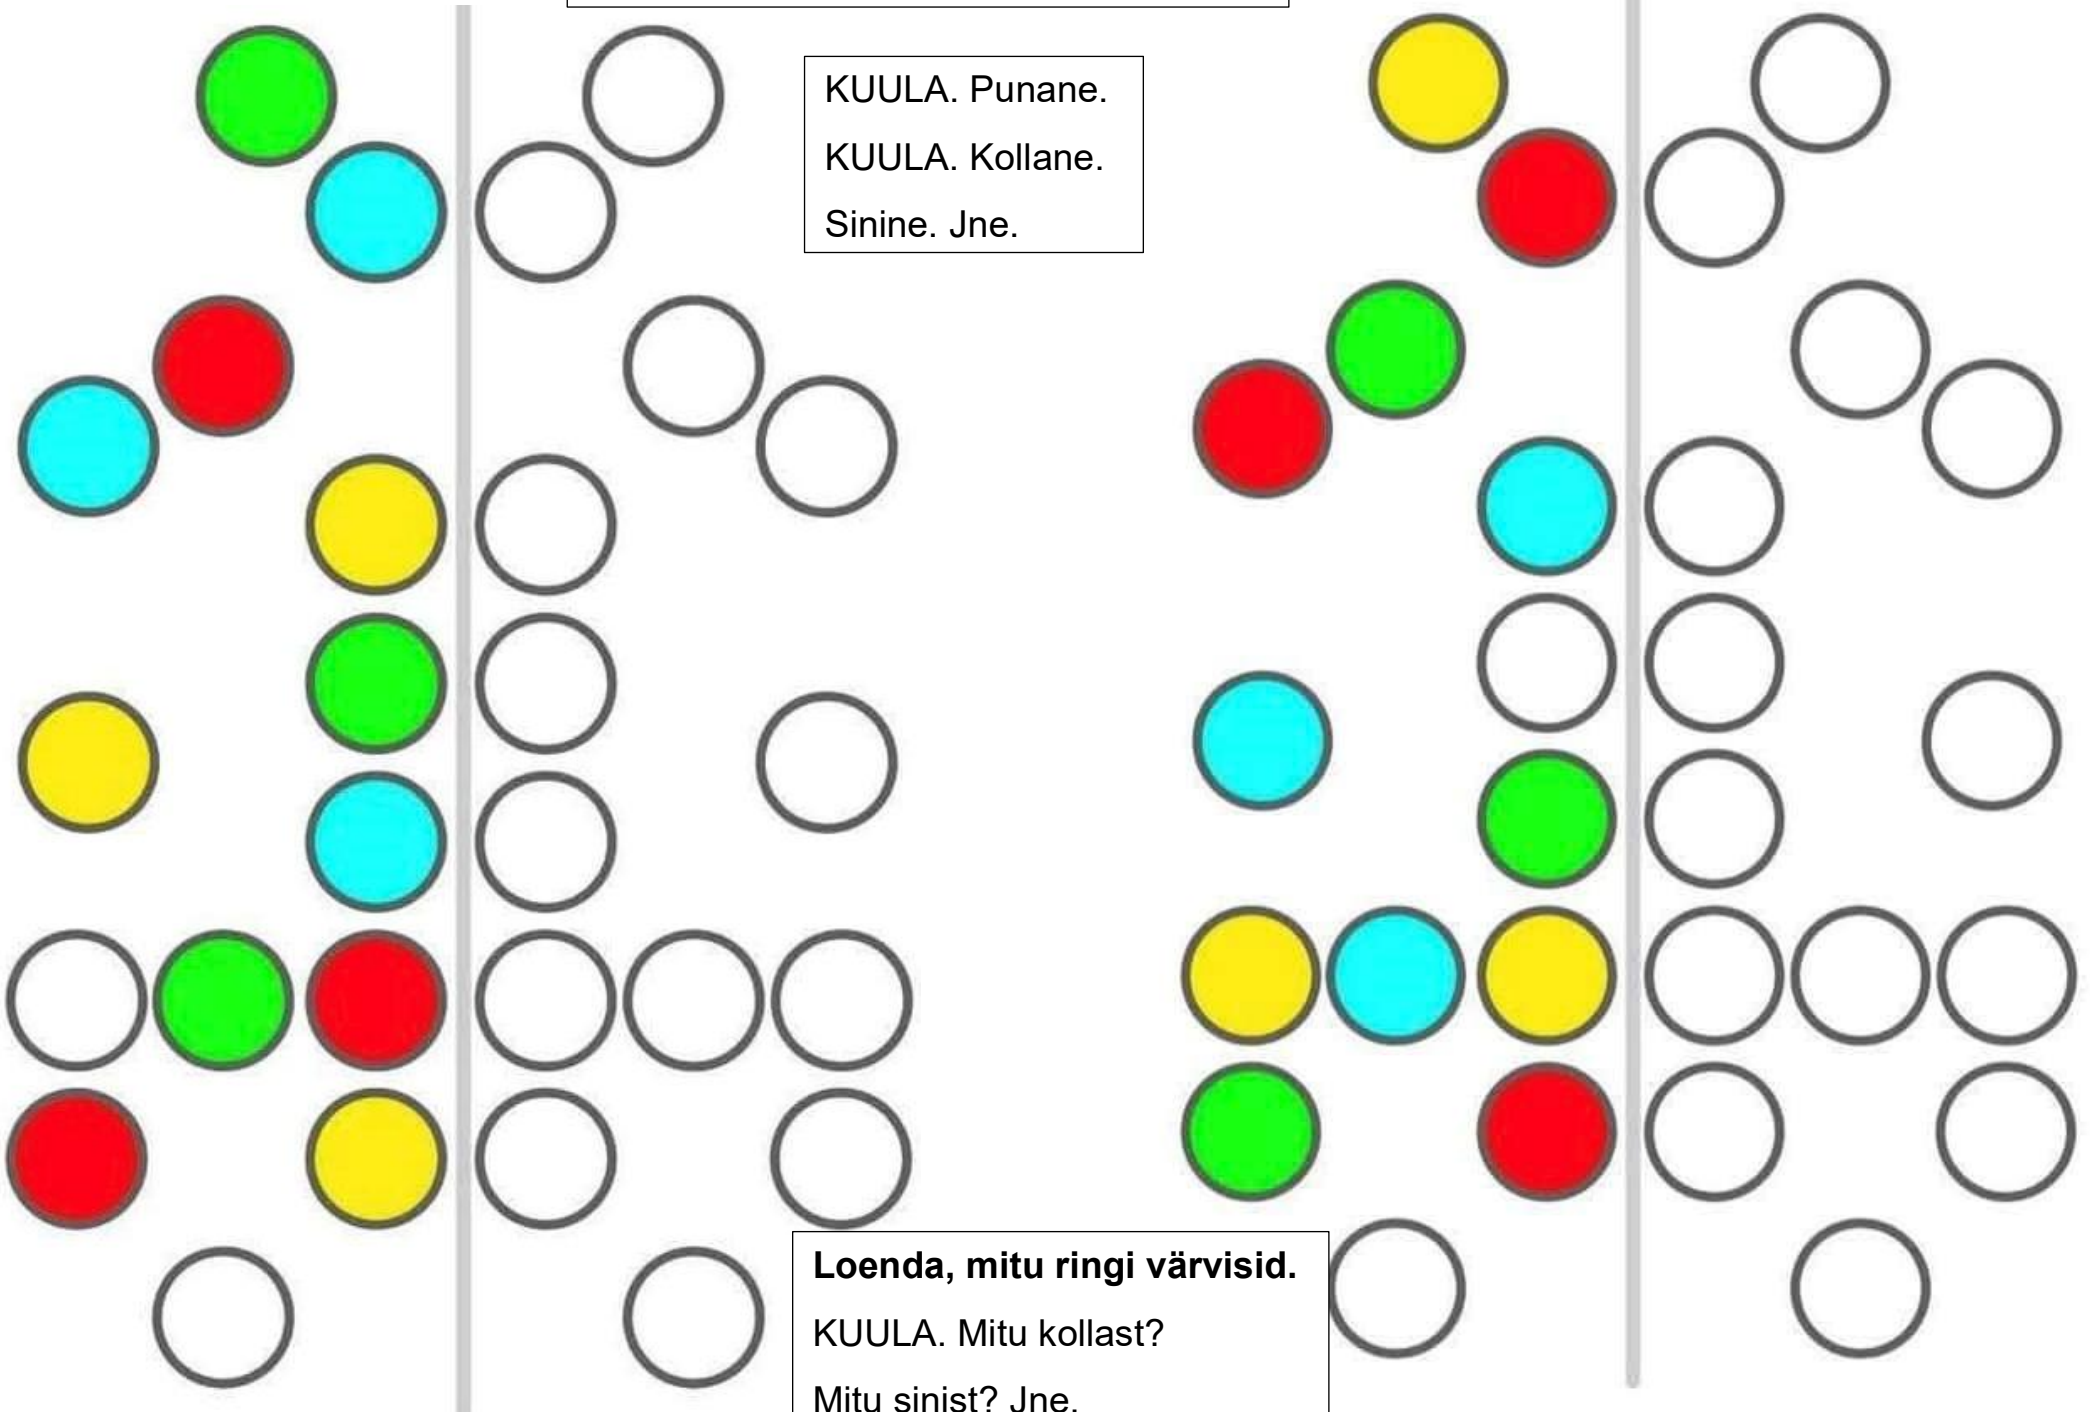 KUULA. Punane.
KUULA. Kollane.
Sinine. Jne.
Loenda, mitu ringi värvisid.
KUULA. Mitu kollast?
Mitu sinist? Jne.